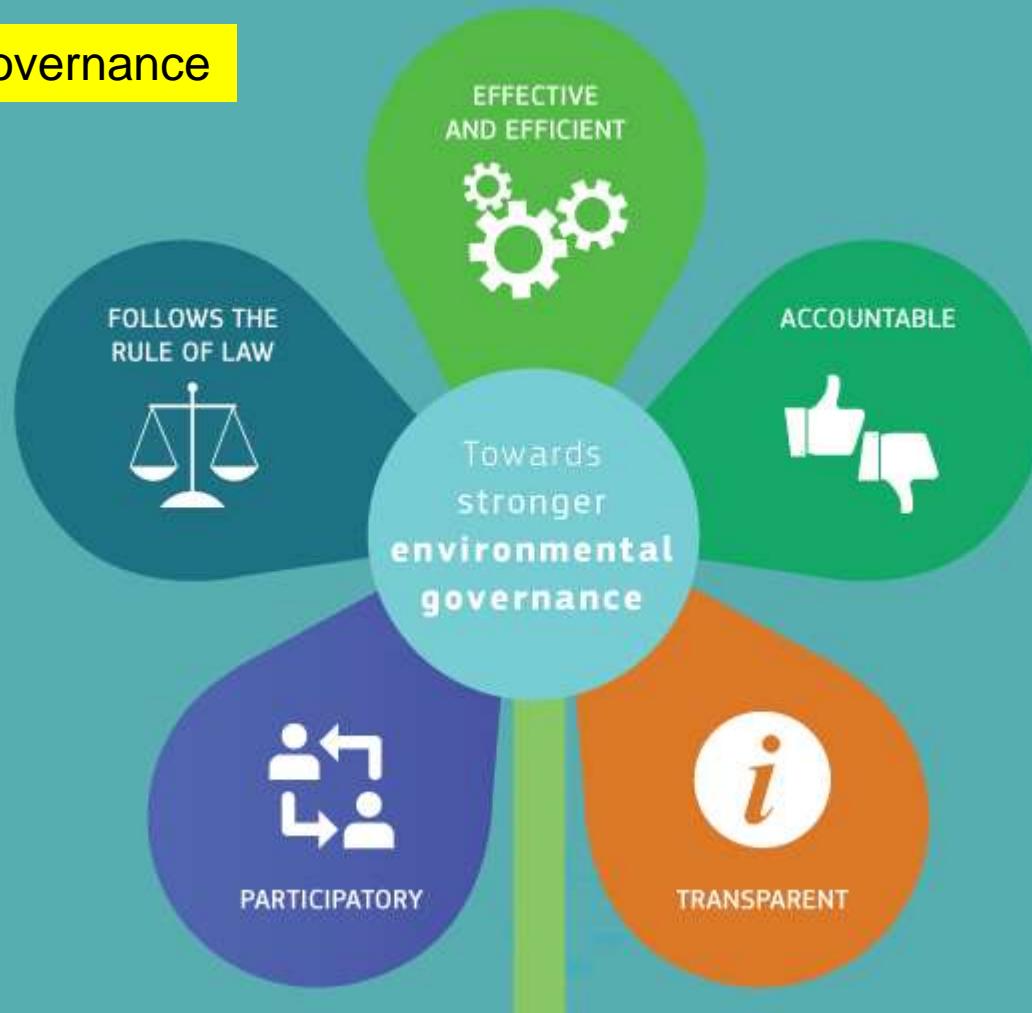 overnance
EFFECTIVE
AND EFFICIENT
FOLLOWS THE
RULE OF LAW
ACCOUNTABLE
Towards
stronger
environmental
governance
PARTICIPATORY
i
TRANSPARENT